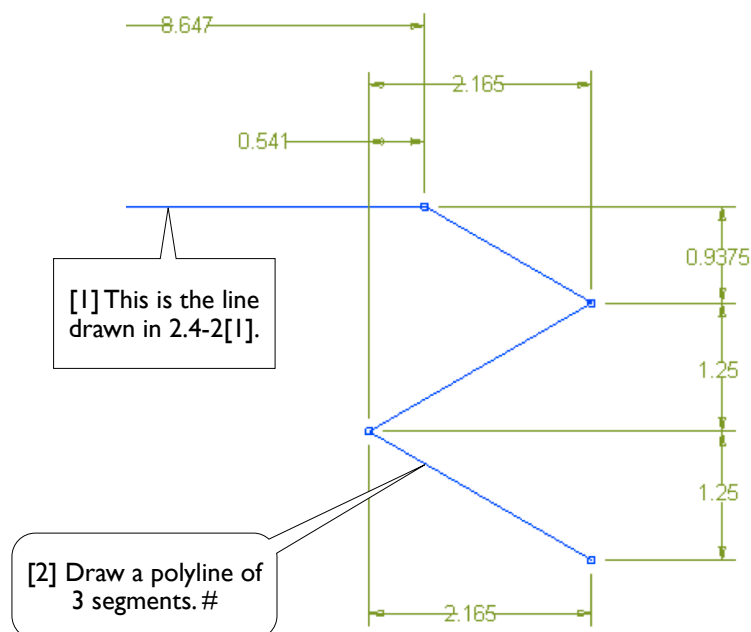 8.647
2.165
0.541
0.9375
[1] This is the line
drawn in 2.4-2[1].
1.25
1.25
[2] Draw a polyline of
3 segments. #
2.165